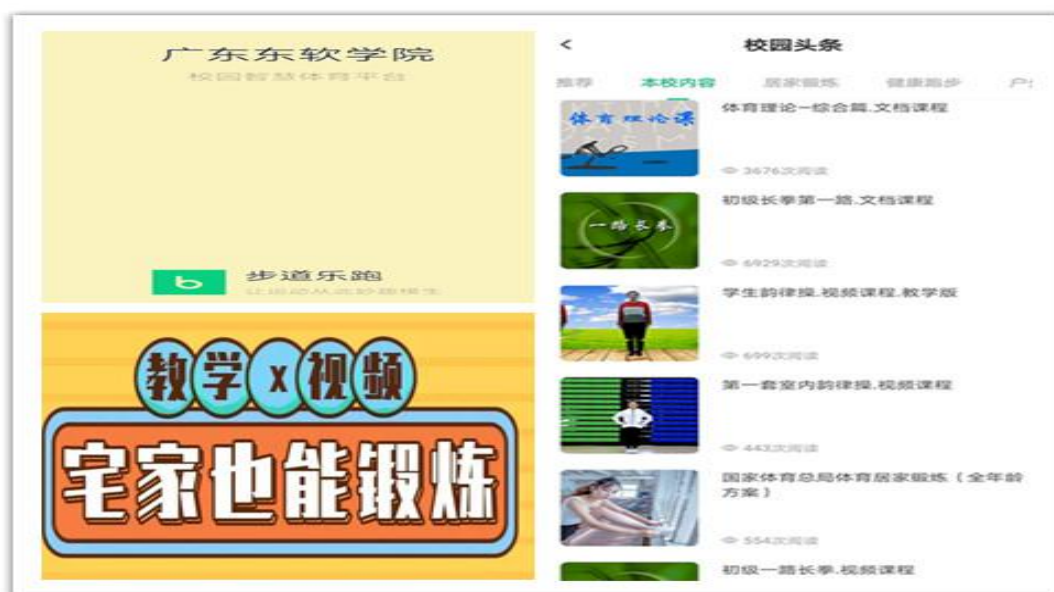 广东东软学院
校园智慧体育平台
步道乐跑
教学x视频
宅家也能锻炼
校园头条
推荐 本校内容 居家锻炼 健康跑步
体育理论课
体育理论-综合篇.文档课程
3676次阅读
一路长拳
初级长拳第一路.文档课程
6929次阅读
学生韵律操.视频课程.教学版
699次阅读
第一套室内韵律操.视频课程
443次阅读
国家体育总局体育居家锻炼（全年龄
方案）
554次阅读
初级一路长拳.视频课程